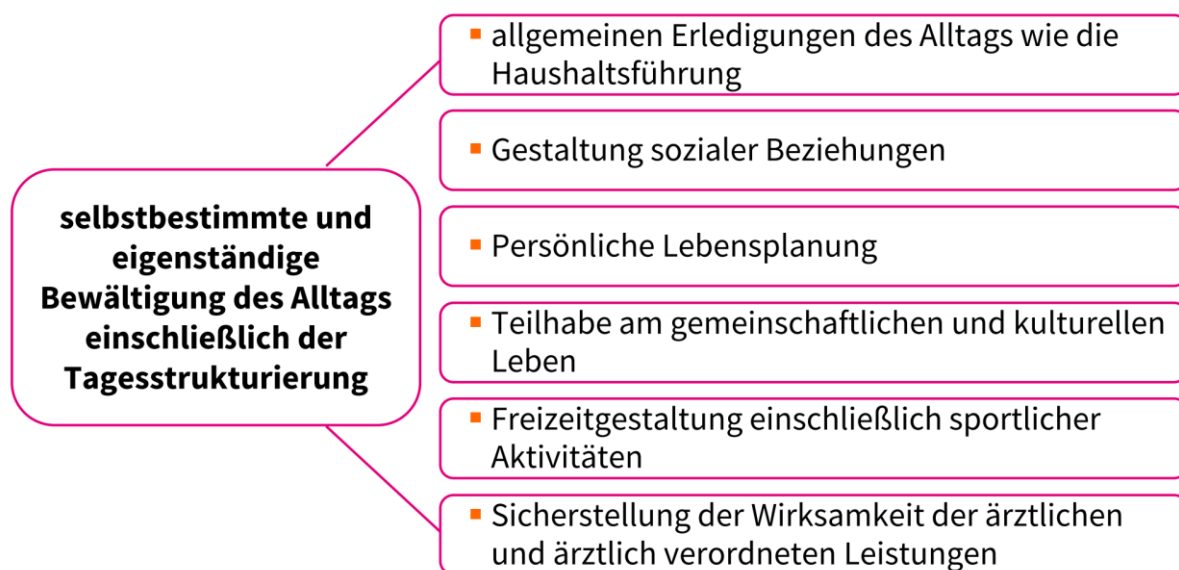 ▪ allgemeinen Erledigungen des Alltags wie die
Haushaltsführung
▪ Gestaltung sozialer Beziehungen
selbstbestimmte und
eigenständige
Bewältigung des Alltags
einschließlich der
Tagesstrukturierung
▪ Persönliche Lebensplanung
▪ Teilhabe am gemeinschaftlichen und kulturellen
Leben
▪ Freizeitgestaltung einschließlich sportlicher
Aktivitäten
▪ Sicherstellung der Wirksamkeit der ärztlichen
und ärztlich verordneten Leistungen